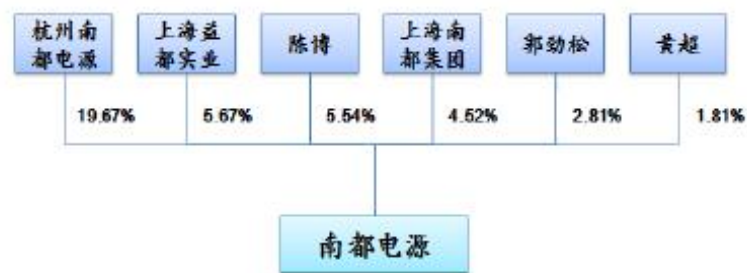 杭州南
都电源
上海益
都实业
陈博
上海南
都集团
郭劲松
黄超
19.67%
5.67%
5.54%
4.52%
2.81%
1.81%
南都电源